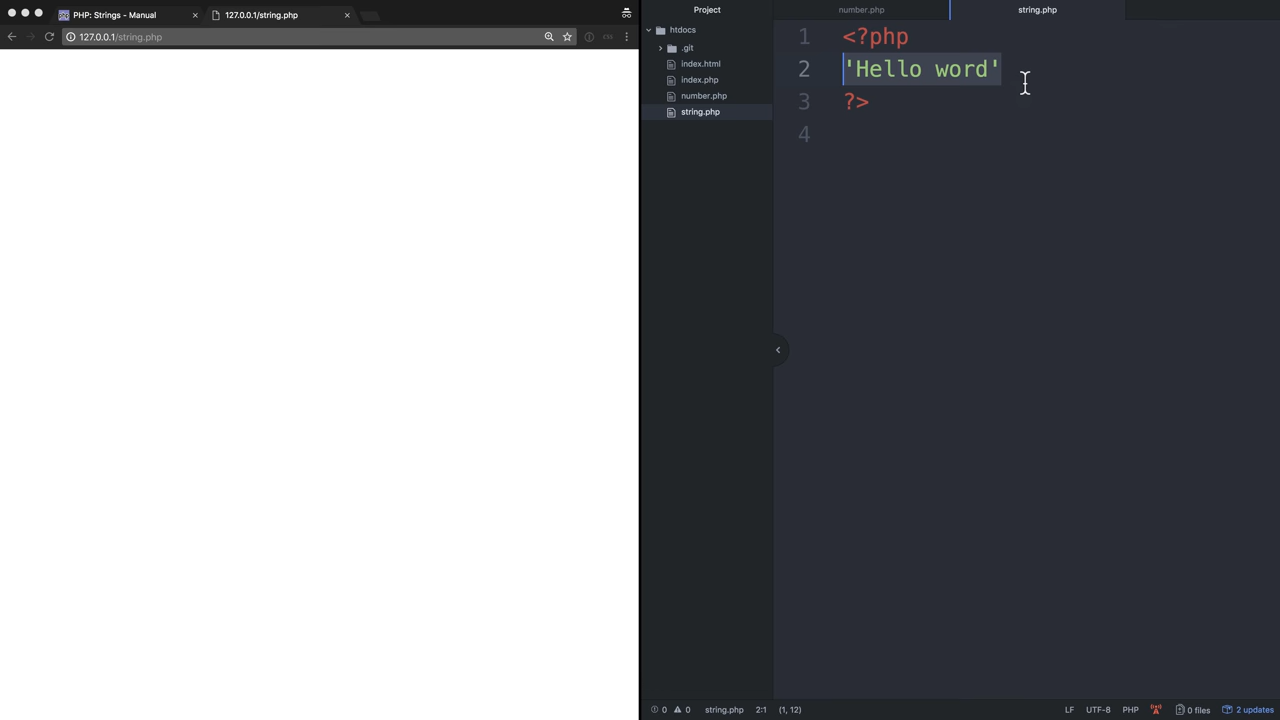 PHP: Strings - Manual
127.0.0.1/string.php
127.0.0.1/string.php
Project
htdocs
.git
index.html
index.php
number.php
string.php
number.php
string.php
1 <?php
2 'Hello word'
3 ?>
4
0 0 string.php 2:1 (1, 12)
LF UTF-8 PHP 0 files 2 updates